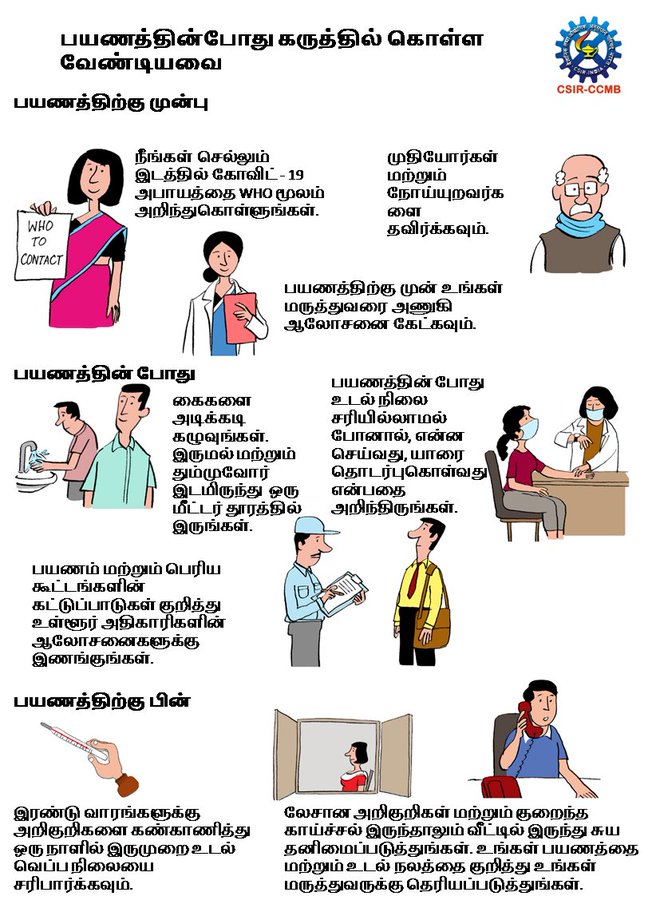 பயணத்தின்போது கருத்தில் கொள்ள
வேண்டியவை
CSIR-INDIA
CSIR-CCMB
பயணத்திற்கு முன்பு
நீங்கள் செல்லும்
இடத்தில் கோவிட் - 19
அபாயத்தை WHO மூலம்
அறிந்துகொள்ளுங்கள்.
WHO
TO
CONTACT
முதியோர்கள்
மற்றும்
நோய்யுறவர்க
ளை
தவிர்க்கவும்.
பயணத்திற்கு முன் உங்கள்
மருத்துவரை அணுகி
ஆலோசனை கேட்கவும்.
பயணத்தின் போது
கைகளை
அடிக்கடி
கழுவுங்கள்.
இருமல் மற்றும்
தும்முவோர்
இடமிருந்து ஒரு
மீட்டர் தூரத்தில்
இருங்கள்.
பயணத்தின் போது
உடல் நிலை
சரியில்லாமல்
போனால், என்ன
செய்வது, யாரை
தொடர்புகொள்வது
என்பதை
அறிந்திருங்கள்.
பயணம் மற்றும் பெரிய
கூட்டங்களின்
கட்டுப்பாடுகள் குறித்து
உள்ளூர் அதிகாரிகளின்
ஆலோசனைகளுக்கு
இணங்குங்கள்.
பயணத்திற்கு பின்
இரண்டு வாரங்களுக்கு
அறிகுறிகளை கண்காணித்து
ஒரு நாளில் இருமுறை உடல்
வெப்ப நிலையை
சரிபார்க்கவும்.
லேசான அறிகுறிகள் மற்றும் குறைந்த
காய்ச்சல் இருந்தாலும் வீட்டில் இருந்து சுய
தனிமைப்படுத்துங்கள். உங்கள் பயணத்தை
மற்றும் உடல் நலத்தை குறித்து உங்கள்
மருத்துவருக்கு தெரியப்படுத்துங்கள்.